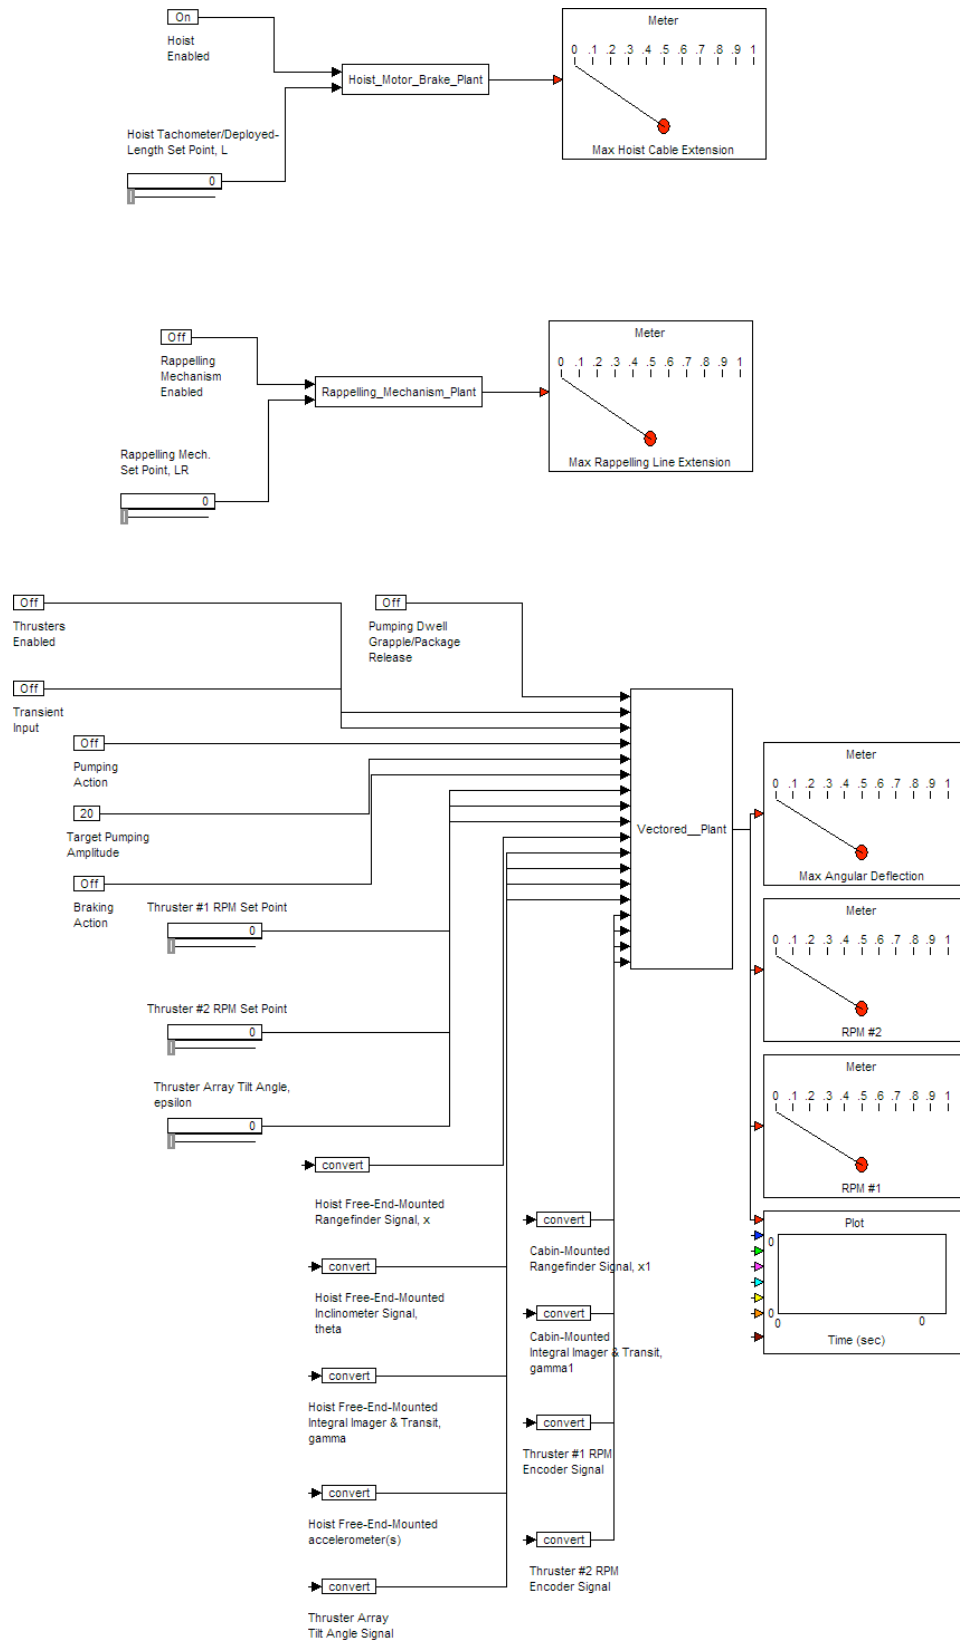 On
Hoist
Enabled
Hoist_Motor_Brake_Plant
Meter
0 .1 .2 .3 .4 .5 .6 .7 .8 .9 1
Max Hoist Cable Extension
Hoist Tachometer/Deployed-
Length Set Point, L
0
Off
Rappelling
Mechanism
Enabled
Rappelling_Mechanism_Plant
Meter
0 .1 .2 .3 .4 .5 .6 .7 .8 .9 1
Max Rappelling Line Extension
Rappelling Mech.
Set Point, LR
0
Off
Thrusters
Enabled
Off
Pumping Dwell
Grapple/Package
Release
Off
Transient
Input
Off
Pumping
Action
20
Target Pumping
Amplitude
Off
Braking
Action
Thruster #1 RPM Set Point
0
Thruster #2 RPM Set Point
0
Thruster Array Tilt Angle,
epsilon
0
Vectored__Plant
Meter
0 .1 .2 .3 .4 .5 .6 .7 .8 .9 1
Max Angular Deflection
Meter
0 .1 .2 .3 .4 .5 .6 .7 .8 .9 1
RPM #2
Meter
0 .1 .2 .3 .4 .5 .6 .7 .8 .9 1
RPM #1
Plot
0
0
0 0
Time (sec)
convert
Hoist Free-End-Mounted
Rangefinder Signal, x
convert
Hoist Free-End-Mounted
Inclinometer Signal,
theta
convert
Hoist Free-End-Mounted
Integral Imager & Transit,
gamma
convert
Hoist Free-End-Mounted
accelerometer(s)
convert
Thruster Array
Tilt Angle Signal
convert
Cabin-Mounted
Rangefinder Signal, x1
convert
Cabin-Mounted
Integral Imager & Transit,
gamma1
convert
Thruster #1 RPM
Encoder Signal
convert
Thruster #2 RPM
Encoder Signal